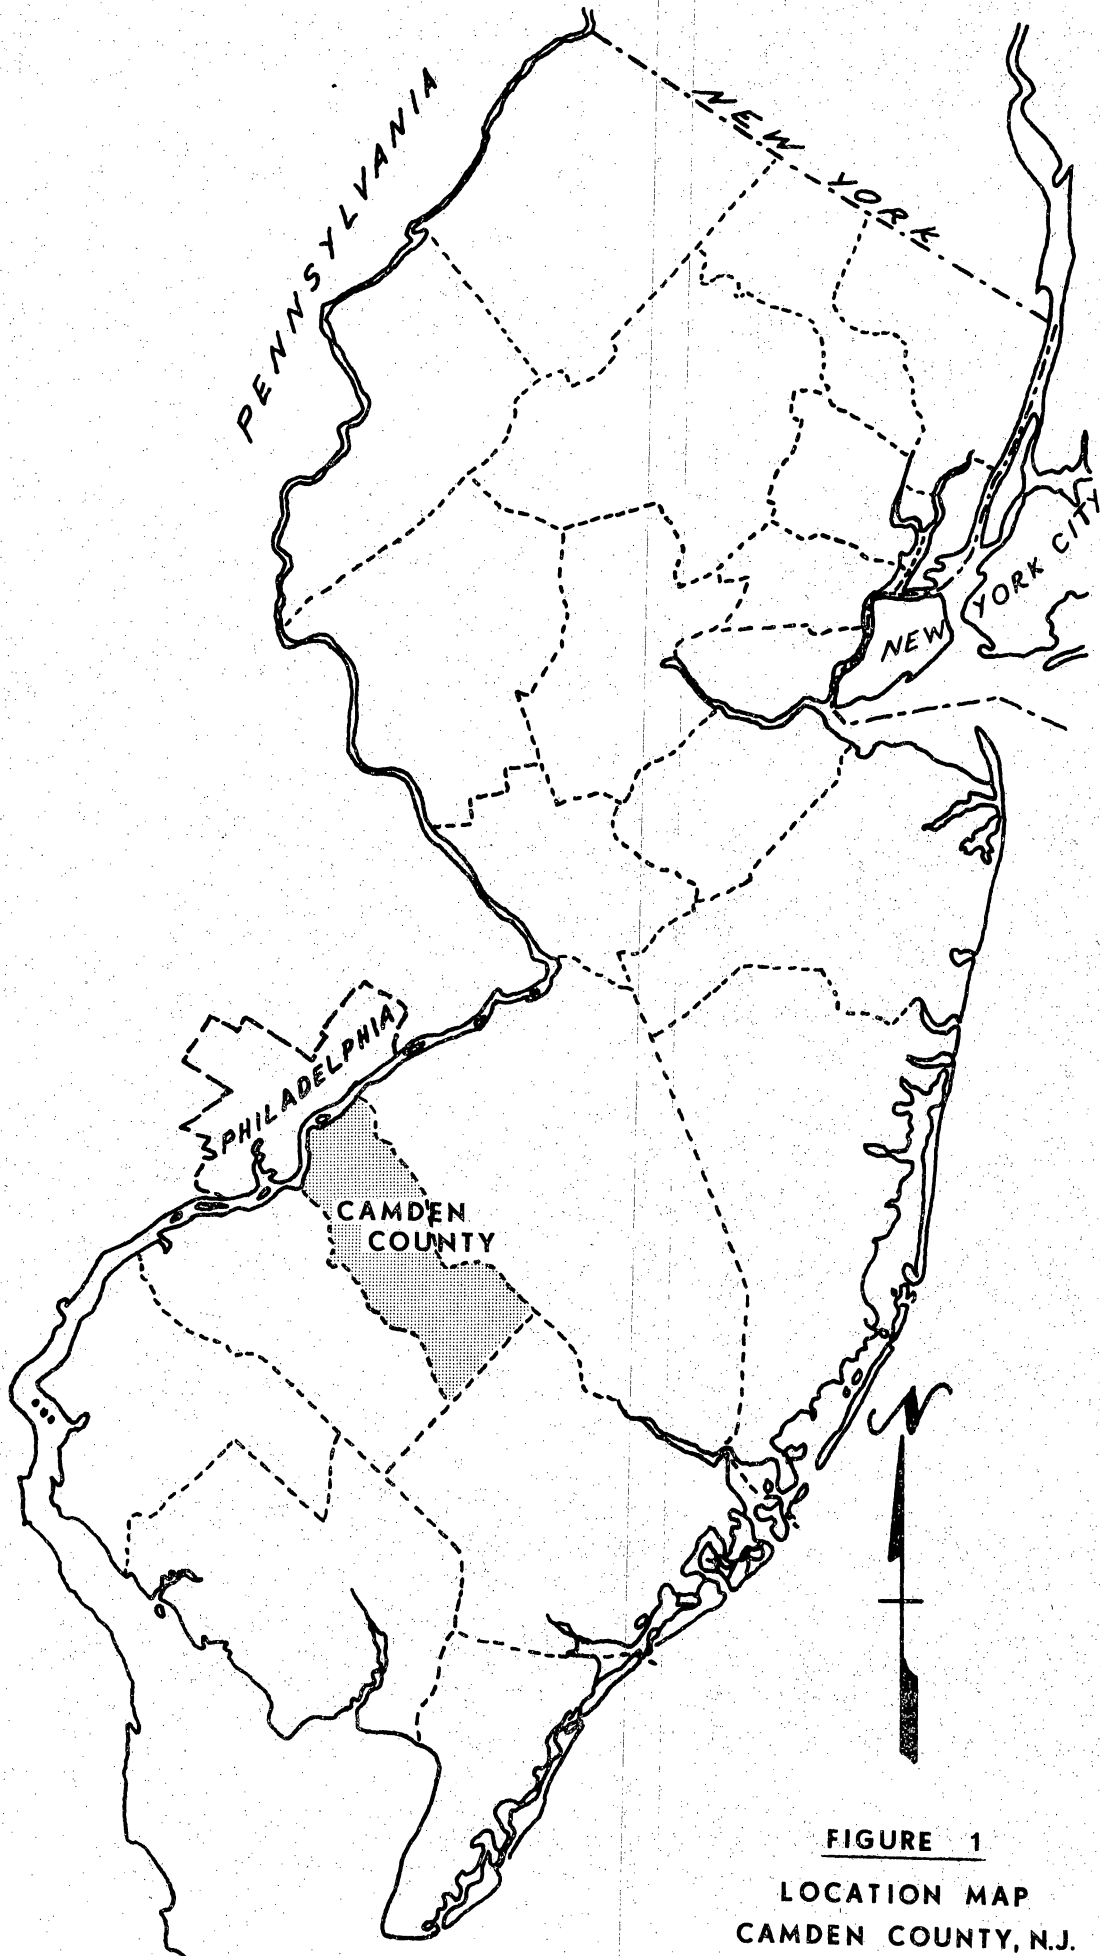 PENNSYLVANIA
NEW YORK
NEW YORK CITY
PHILADELPHIA
CAMDEN
COUNTY
N
FIGURE 1
LOCATION MAP
CAMDEN COUNTY, N.J.